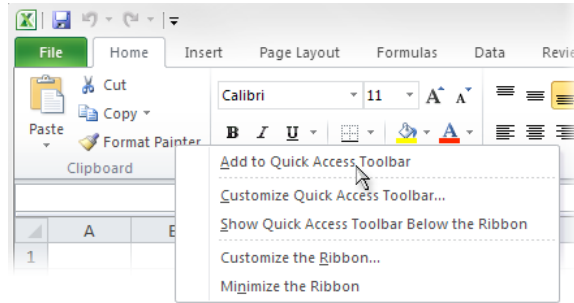 File Home Insert Page Layout Formulas Data Revie
Cut
Calibri 11 A A
Copy
Paste
B I U A
Format Painter
Clipboard
Add to Quick Access Toolbar
Customize Quick Access Toolbar...
Show Quick Access Toolbar Below the Ribbon
A
1
Customize the Ribbon...
Minimize the Ribbon